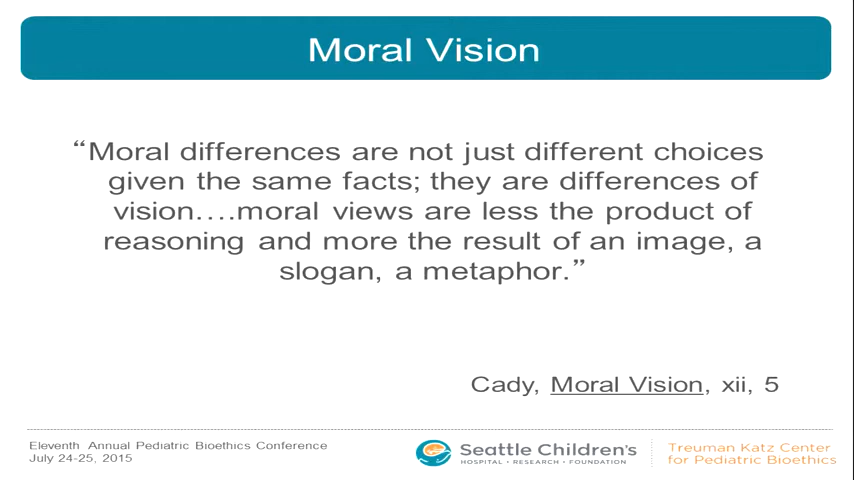 Moral Vision
“Moral differences are not just different choices
given the same facts; they are differences of
vision….moral views are less the product of
reasoning and more the result of an image, a
slogan, a metaphor.”
Cady, Moral Vision, xii, 5
Eleventh Annual Pediatric Bioethics Conference
July 24-25, 2015
Seattle Children's
HOSPITAL • RESEARCH • FOUNDATION
Treuman Katz Center
for Pediatric Bioethics